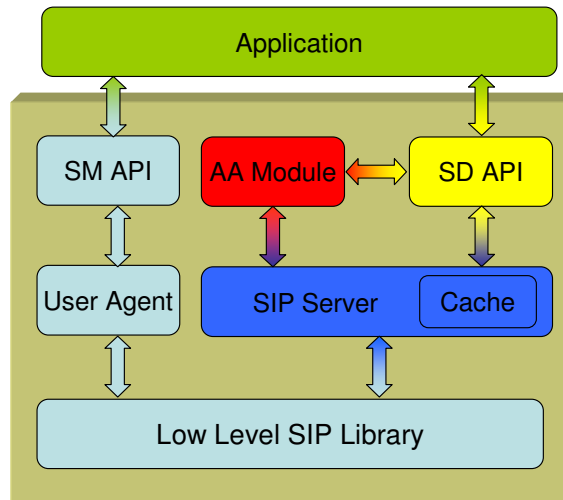 Application
SM API
AA Module
SD API
User Agent
SIP Server
Cache
Low Level SIP Library